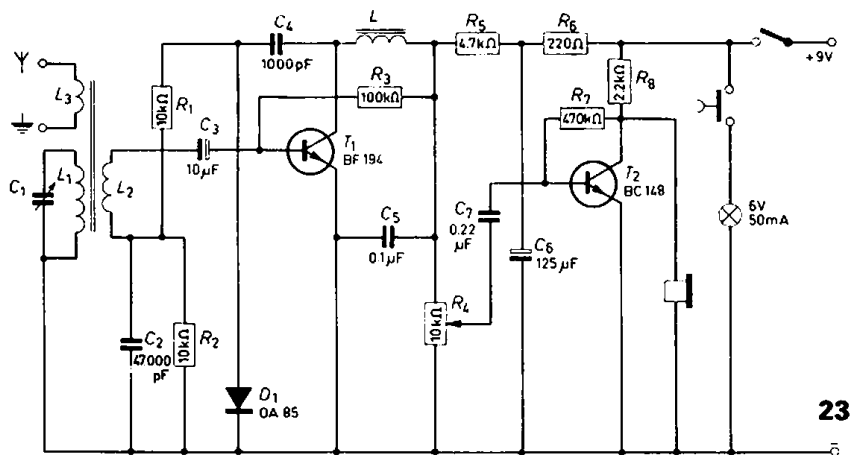 C4
1000pF
L
R5
4.7kΩ
R6
220Ω
+9V
L3
10kΩ
R1
R3
100kΩ
2.2kΩ
R8
R7
470kΩ
C3
10μF
T1
BF 194
T2
BC 148
C1
L1
L2
6V
50mA
C5
0.1μF
C7
0.22
μF
C6
125μF
R4
10kΩ
C2
47000
pF
10kΩ
R2
D1
OA 85
23
-